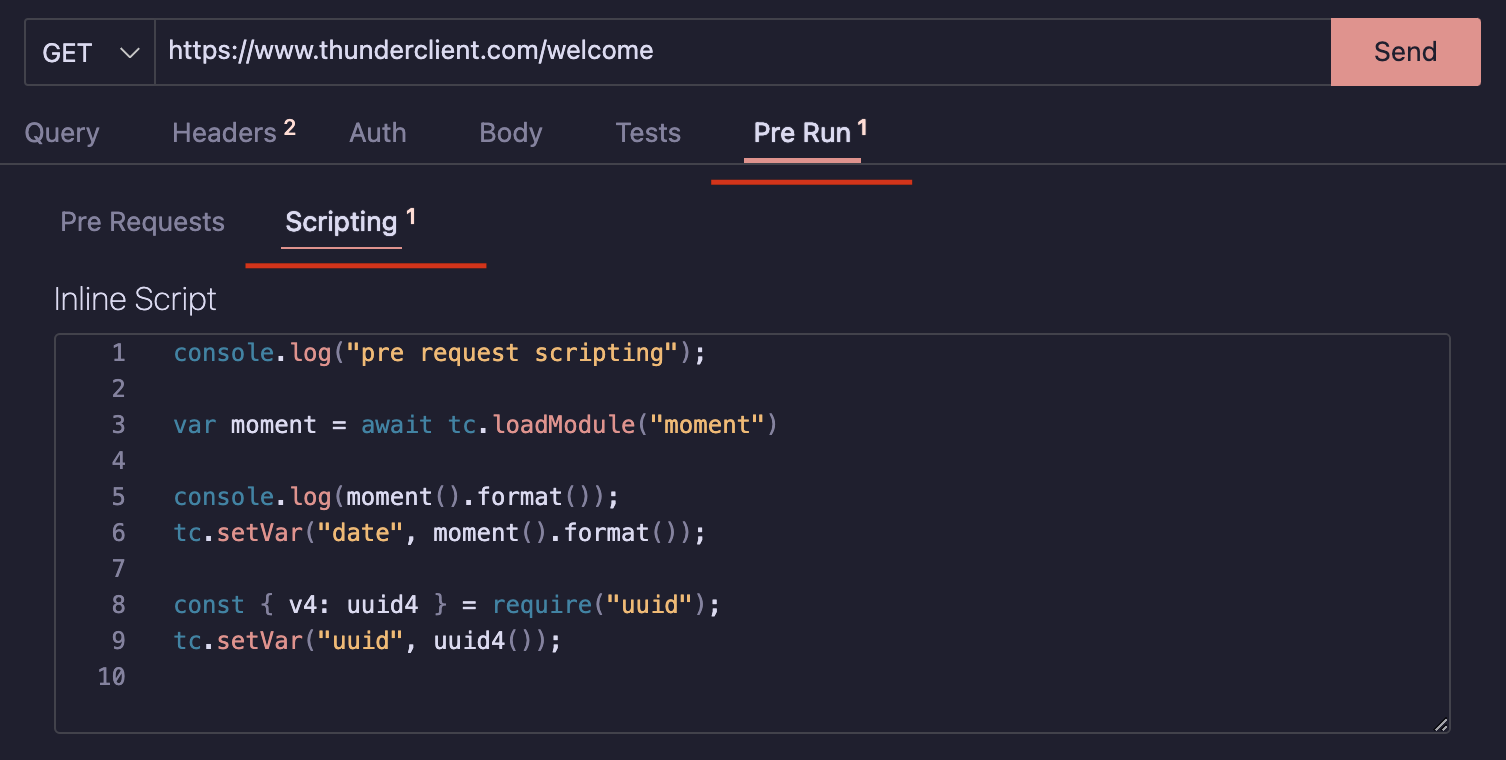 GET https://www.thunderclient.com/welcome Send
Query Headers 2 Auth Body Tests Pre Run 1
Pre Requests Scripting 1
Inline Script
1 console.log("pre request scripting");
2
3 var moment = await tc.loadModule("moment")
4
5 console.log(moment().format());
6 tc.setVar("date", moment().format());
7
8 const { v4: uuid4 } = require("uuid");
9 tc.setVar("uuid", uuid4());
10